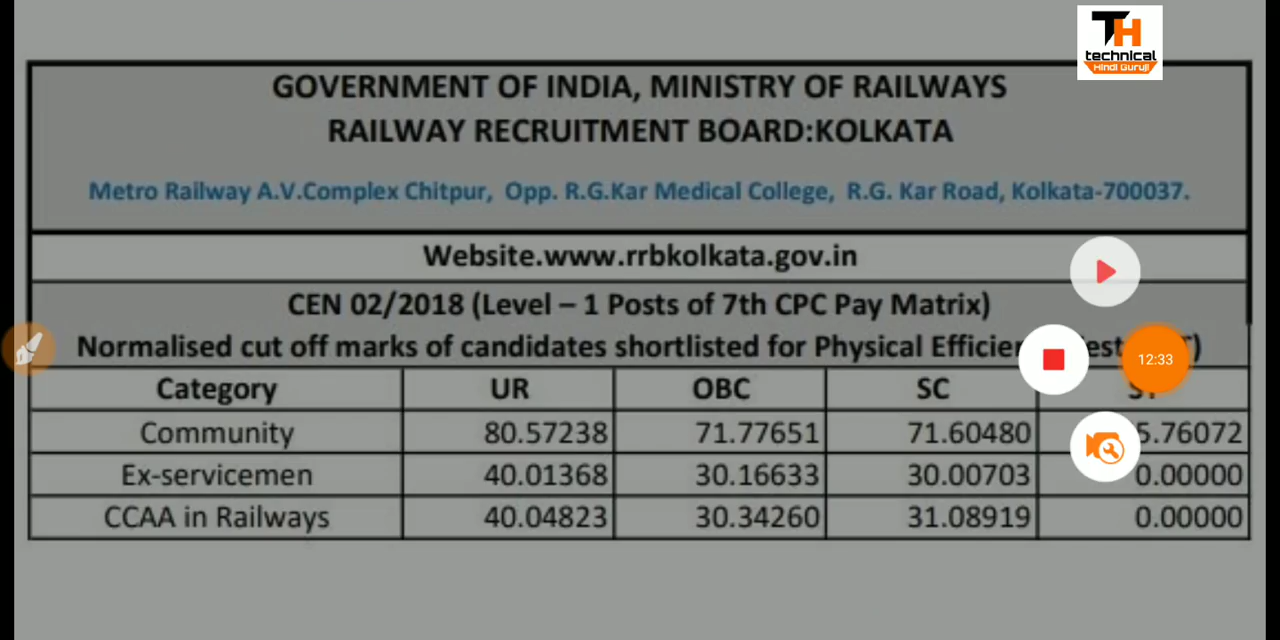 TH
technical
Hindi Guruji
GOVERNMENT OF INDIA, MINISTRY OF RAILWAYS
RAILWAY RECRUITMENT BOARD:KOLKATA
Metro Railway A.V.Complex Chitpur, Opp. R.G.Kar Medical College, R.G. Kar Road, Kolkata-700037.
Website.www.rrbkolkata.gov.in
CEN 02/2018 (Level – 1 Posts of 7th CPC Pay Matrix)
Normalised cut off marks of candidates shortlisted for Physical
12:33
Category UR OBC SC
Community 80.57238 71.77651 71.60480
Ex-servicemen 40.01368 30.16633 30.00703 0.00000
CCAA in Railways 40.04823 30.34260 31.08919 0.00000